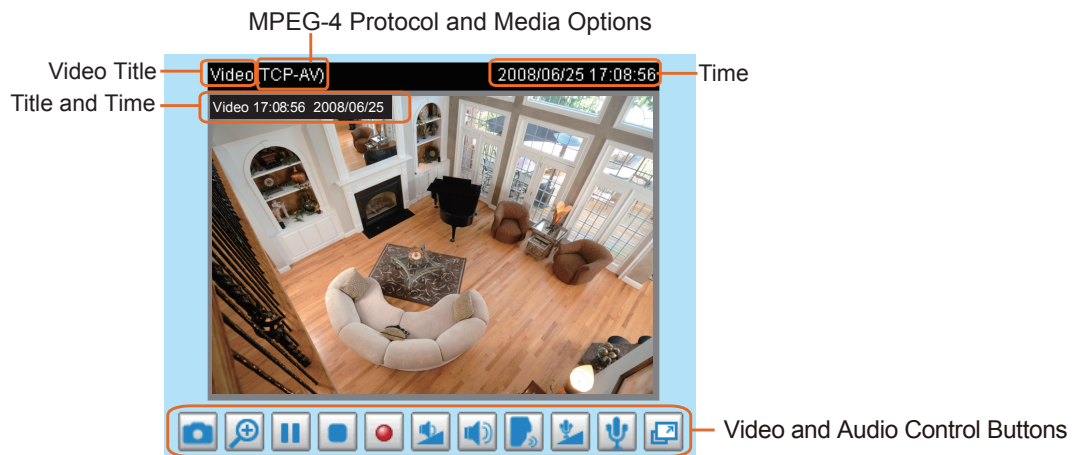 MPEG-4 Protocol and Media Options
Video Title
Video (TCP-AV)
2008/06/25 17:08:56
Time
Title and Time
Video 17:08:56 2008/06/25
Video and Audio Control Buttons